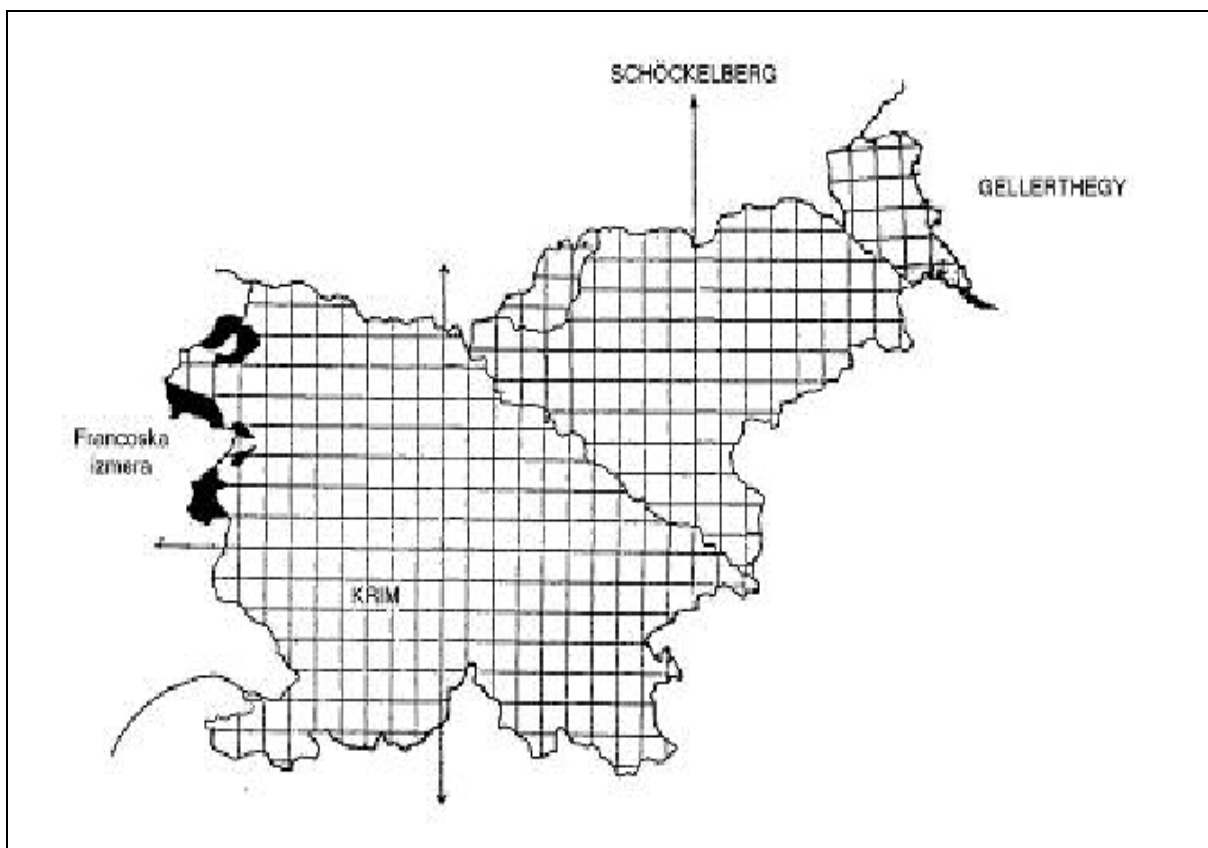 SCHÖCKELBERG
GELLERTHEGY
Francoska
izmera
KRIM